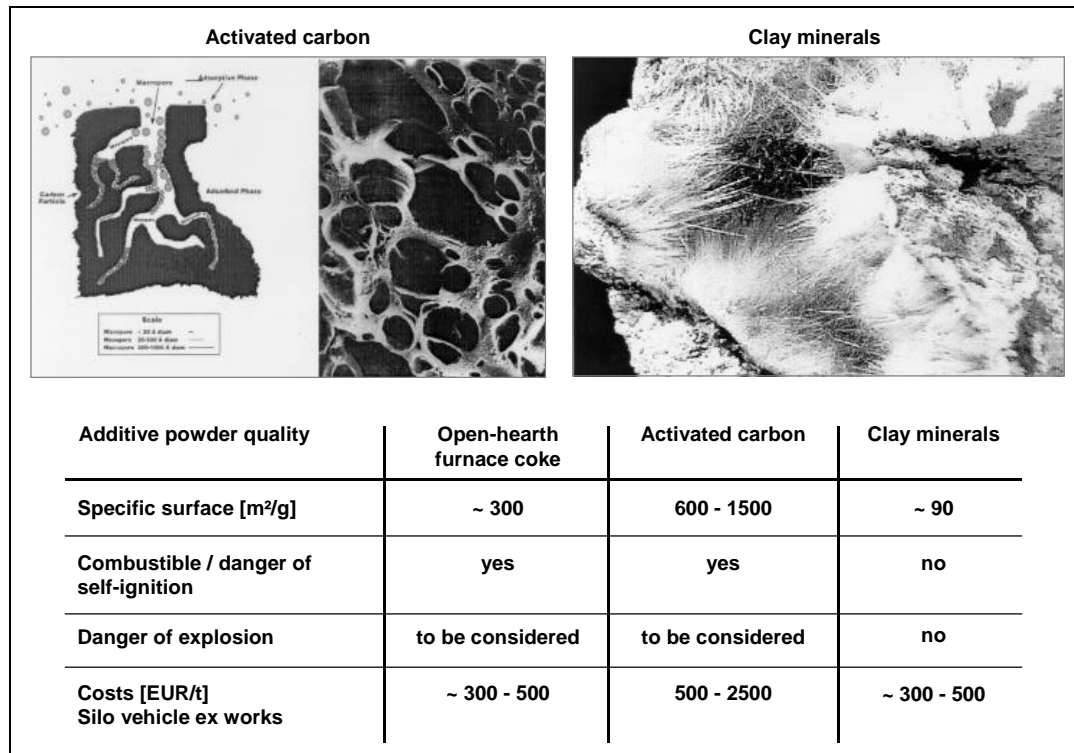 Activated carbon
Clay minerals
Macropore
Adsorptive Phase
Carbon
Particle
Adsorbed Phase
Scale
Additive powder quality
Open-hearth
furnace coke
Activated carbon
Clay minerals
Specific surface [m²/g]
~ 300
600 - 1500
~ 90
Combustible / danger of
self-ignition
yes
yes
no
Danger of explosion
to be considered
to be considered
no
Costs [EUR/t]
Silo vehicle ex works
~ 300 - 500
500 - 2500
~ 300 - 500